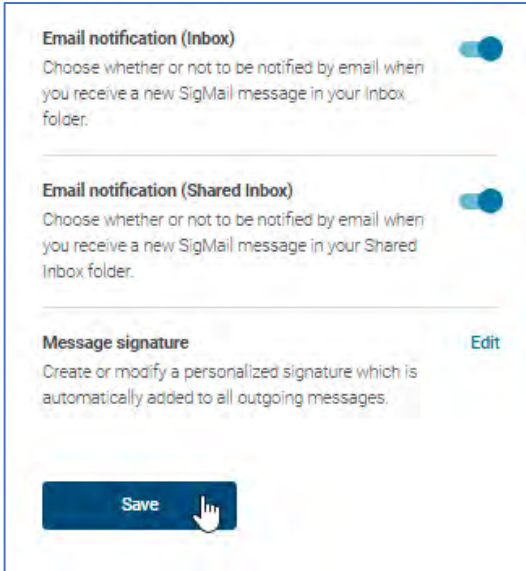 Email notification (Inbox)
Choose whether or not to be notified by email when
you receive a new SigMail message in your Inbox
folder.
Email notification (Shared Inbox)
Choose whether or not to be notified by email when
you receive a new SigMail message in your Shared
Inbox folder.
Message signature
Edit
Create or modify a personalized signature which is
automatically added to all outgoing messages.
Save